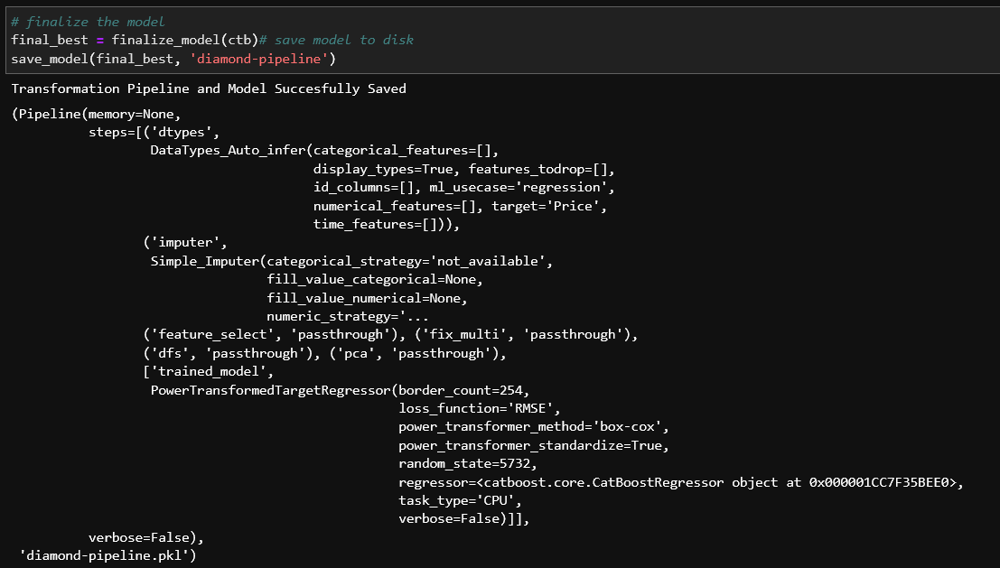 # finalize the model
final_best = finalize_model(ctb)# save model to disk
save_model(final_best, 'diamond-pipeline')
Transformation Pipeline and Model Succesfully Saved
(Pipeline(memory=None,
steps=[('dtypes',
DataTypes_Auto_infer(categorical_features=[],
display_types=True, features_todrop=[],
id_columns=[], ml_usecase='regression',
numerical_features=[], target='Price',
time_features=[])),
('imputer',
Simple_Imputer(categorical_strategy='not_available',
fill_value_categorical=None,
fill_value_numerical=None,
numeric_strategy='...
('feature_select', 'passthrough'), ('fix_multi', 'passthrough'),
('dfs', 'passthrough'), ('pca', 'passthrough'),
['trained_model',
PowerTransformedTargetRegressor(border_count=254,
loss_function='RMSE',
power_transformer_method='box-cox',
power_transformer_standardize=True,
random_state=5732,
regressor=<catboost.core.CatBoostRegressor object at 0x000001CC7F35BEE0>,
task_type='CPU',
verbose=False)]],
verbose=False),
'diamond-pipeline.pkl')